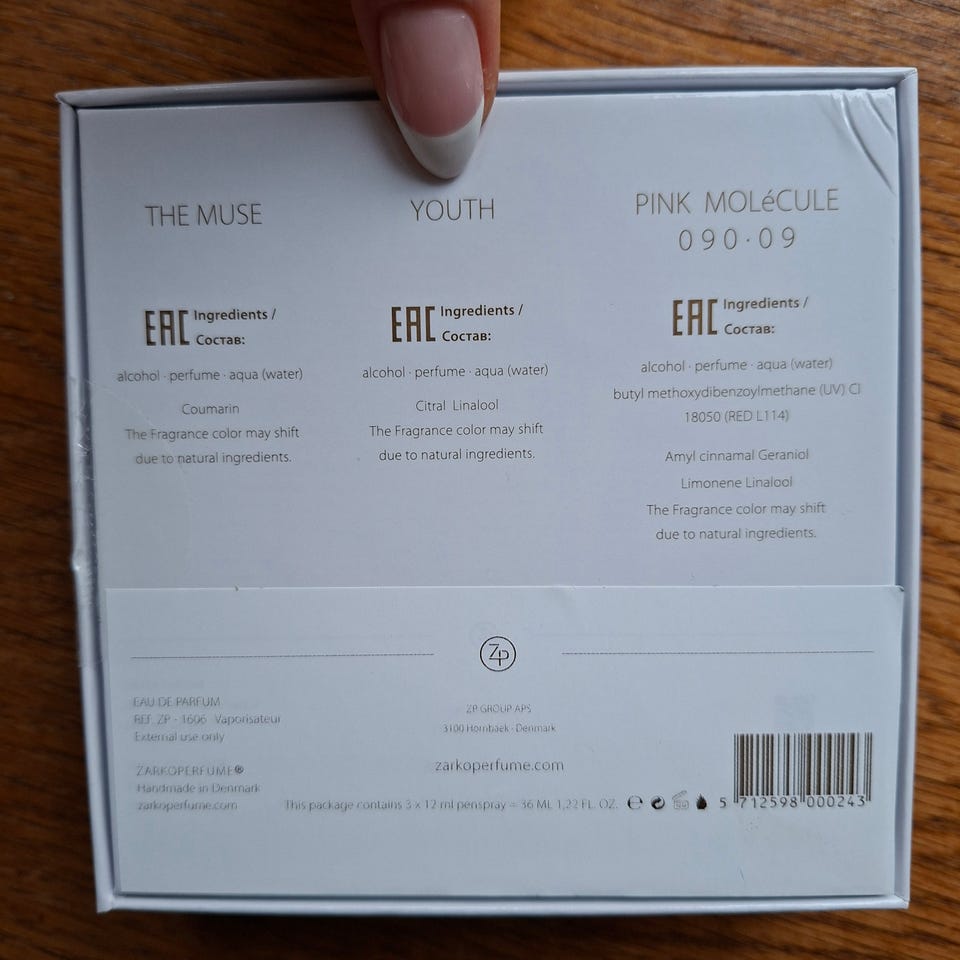 THE MUSE
EAC Ingredients /
Состав:
alcohol · perfume · aqua (water)
Coumarin
The Fragrance color may shift
due to natural ingredients.
YOUTH
EAC Ingredients /
Состав:
alcohol · perfume · aqua (water)
Citral Linalool
The Fragrance color may shift
due to natural ingredients.
PINK MOLéCULE
090·09
EAC Ingredients /
Состав:
alcohol · perfume · aqua (water)
butyl methoxydibenzoylmethane (UV) CI
18050 (RED L114)
Amyl cinnamal Geraniol
Limonene Linalool
The Fragrance color may shift
due to natural ingredients.
ZP
EAU DE PARFUM
REF. ZP - 1606 Vaporisateur
External use only
ZARKOPERFUME®
Handmade in Denmark
zarkoperfume.com
ZP GROUP APS
3100 Hornbaek · Denmark
zarkoperfume.com
This package contains 3 x 12 ml penspray = 36 ML 1,22 FL. OZ. ℮
5 712598 000243